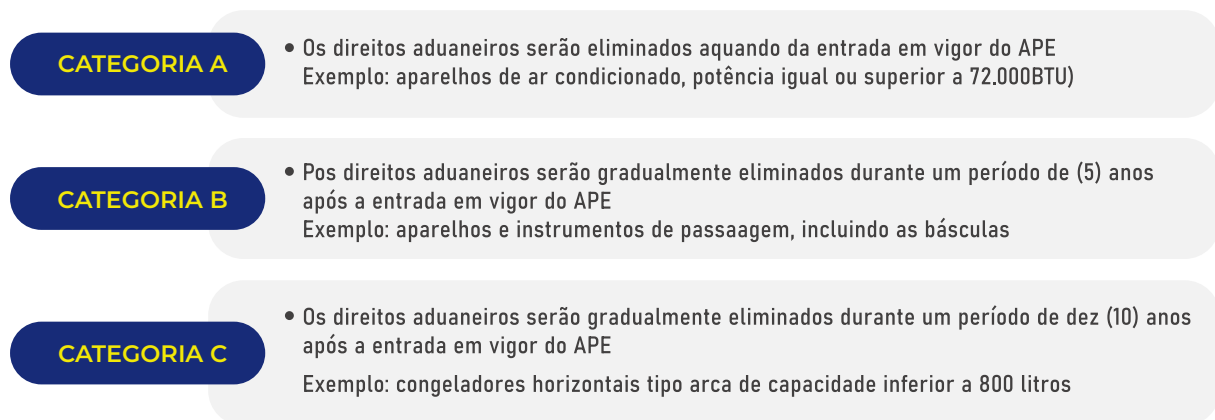 CATEGORIA A
• Os direitos aduaneiros serão eliminados aquando da entrada em vigor do APE
Exemplo: aparelhos de ar condicionado, potência igual ou superior a 72.000BTU)
CATEGORIA B
• Pos direitos aduaneiros serão gradualmente eliminados durante um período de (5) anos
após a entrada em vigor do APE
Exemplo: aparelhos e instrumentos de passaagem, incluindo as básculas
CATEGORIA C
• Os direitos aduaneiros serão gradualmente eliminados durante um período de dez (10) anos
após a entrada em vigor do APE
Exemplo: congeladores horizontais tipo arca de capacidade inferior a 800 litros